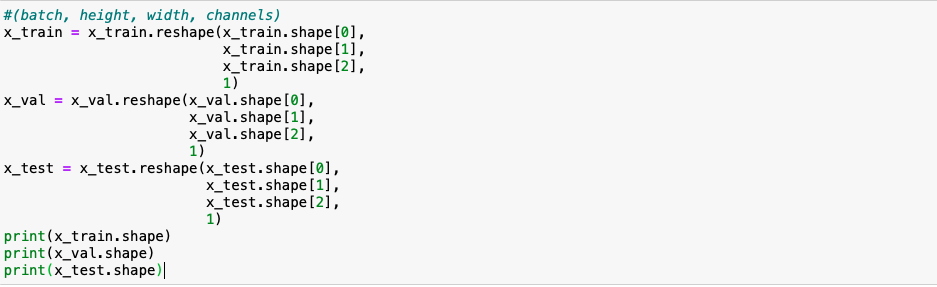 #(batch, height, width, channels)
x_train = x_train.reshape(x_train.shape[0],
                          x_train.shape[1],
                          x_train.shape[2],
                          1)
x_val = x_val.reshape(x_val.shape[0],
                      x_val.shape[1],
                      x_val.shape[2],
                      1)
x_test = x_test.reshape(x_test.shape[0],
                        x_test.shape[1],
                        x_test.shape[2],
                        1)
print(x_train.shape)
print(x_val.shape)
print(x_test.shape)